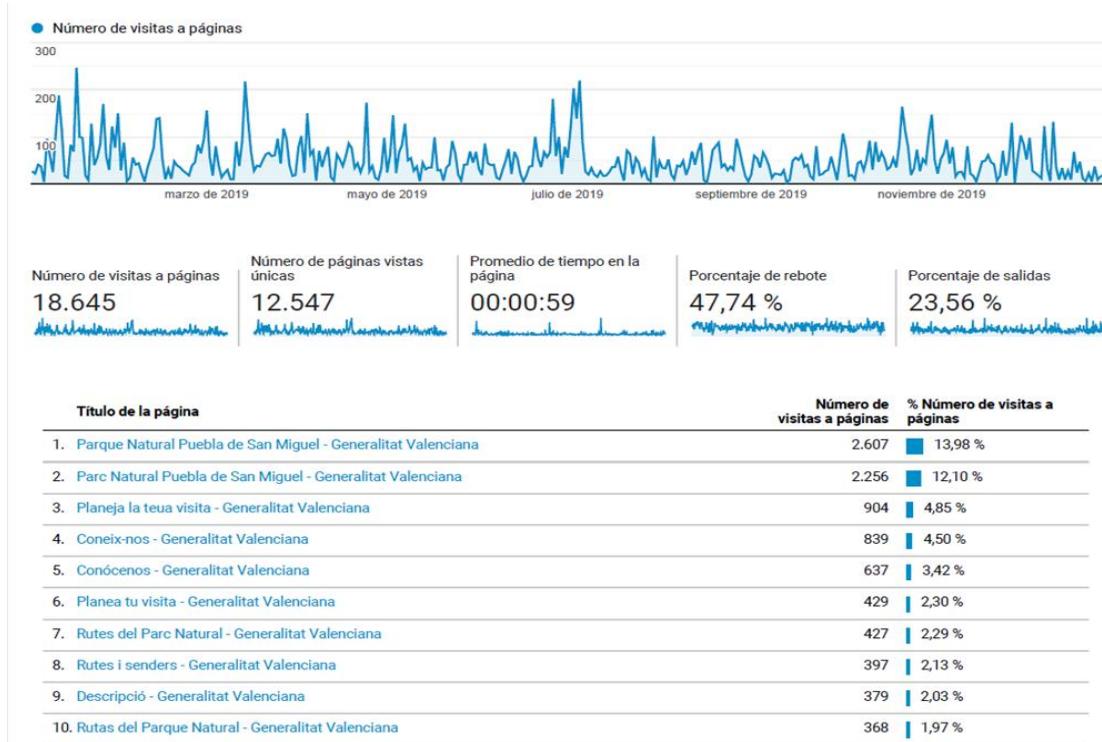 Número de visitas a páginas
300
200
100
marzo de 2019 mayo de 2019 julio de 2019 septiembre de 2019 noviembre de 2019
Número de visitas a páginas
18.645
Número de páginas vistas
únicas
12.547
Promedio de tiempo en la
página
00:00:59
Porcentaje de rebote
47,74 %
Porcentaje de salidas
23,56 %
Título de la página Número de visitas a páginas % Número de visitas a páginas
1. Parque Natural Puebla de San Miguel - Generalitat Valenciana 2.607 13,98 %
2. Parc Natural Puebla de San Miguel - Generalitat Valenciana 2.256 12,10 %
3. Planeja la teua visita - Generalitat Valenciana 904 4,85 %
4. Coneix-nos - Generalitat Valenciana 839 4,50 %
5. Conócenos - Generalitat Valenciana 637 3,42 %
6. Planea tu visita - Generalitat Valenciana 429 2,30 %
7. Rutes del Parc Natural - Generalitat Valenciana 427 2,29 %
8. Rutes i senders - Generalitat Valenciana 397 2,13 %
9. Descripció - Generalitat Valenciana 379 2,03 %
10. Rutas del Parque Natural - Generalitat Valenciana 368 1,97 %